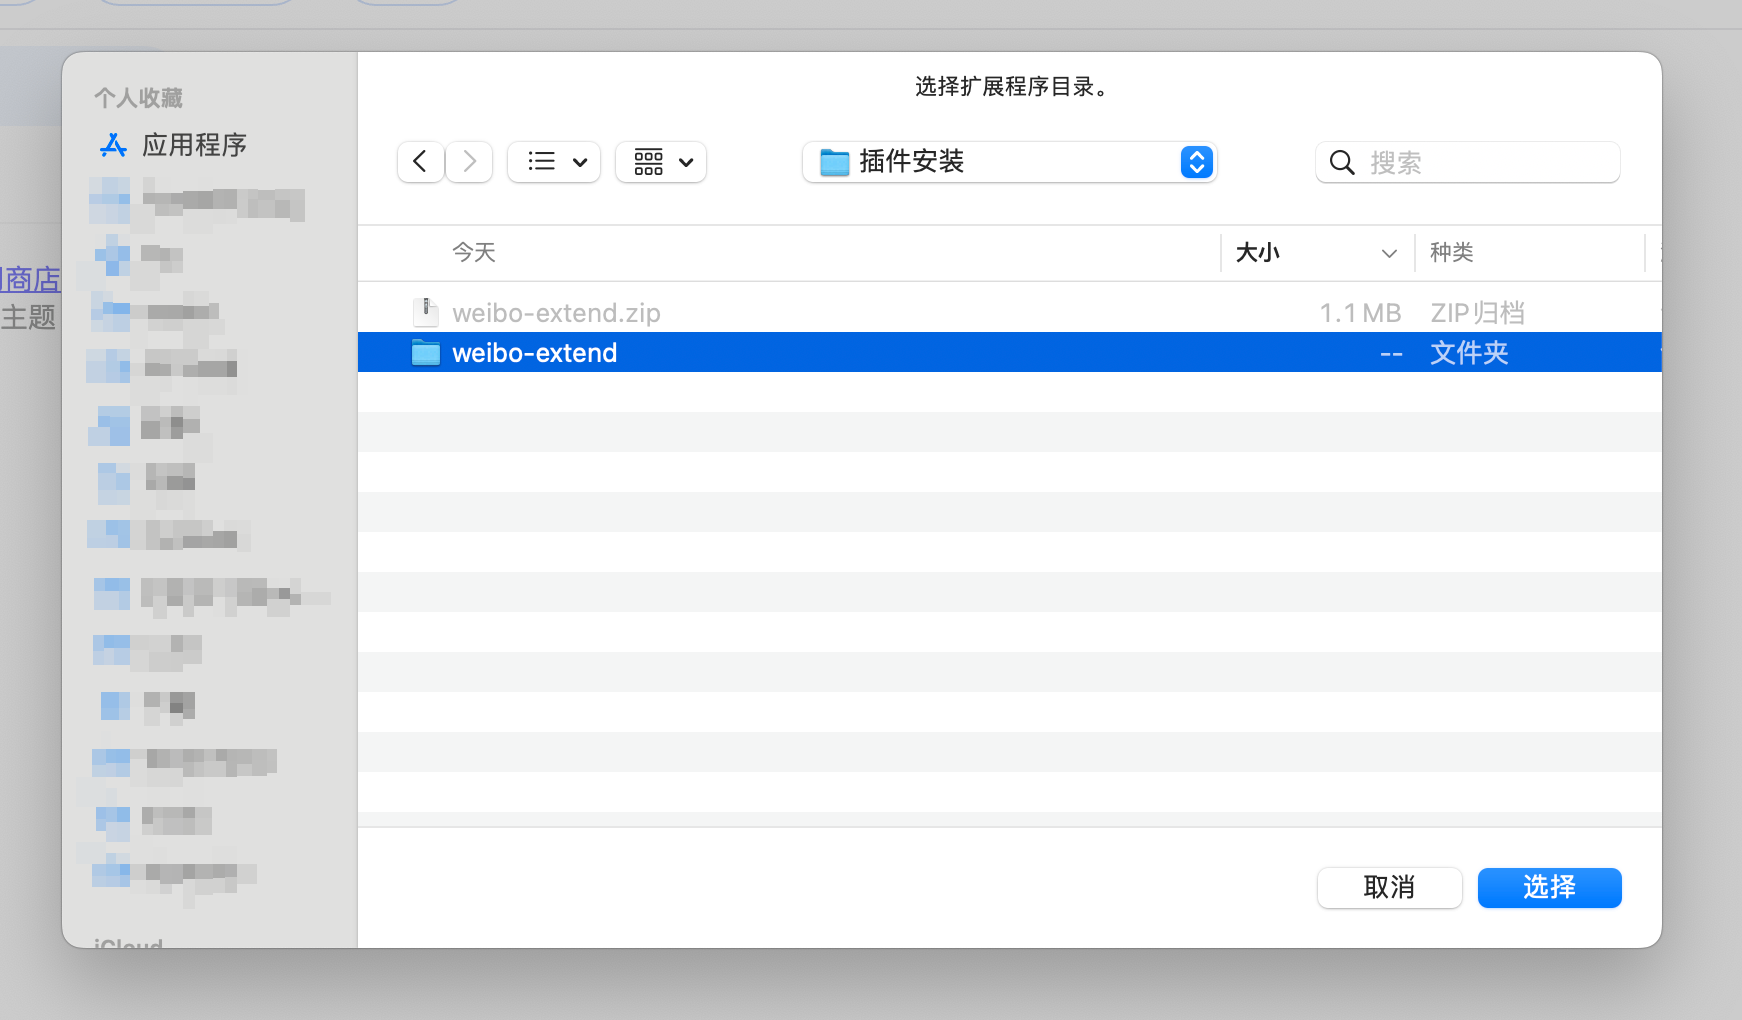 选择扩展程序目录。
个人收藏
应用程序
插件安装
搜索
今天
大小
种类
商店
主题
weibo-extend.zip
1.1 MB
ZIP归档
weibo-extend
--
文件夹
取消
选择
iCloud